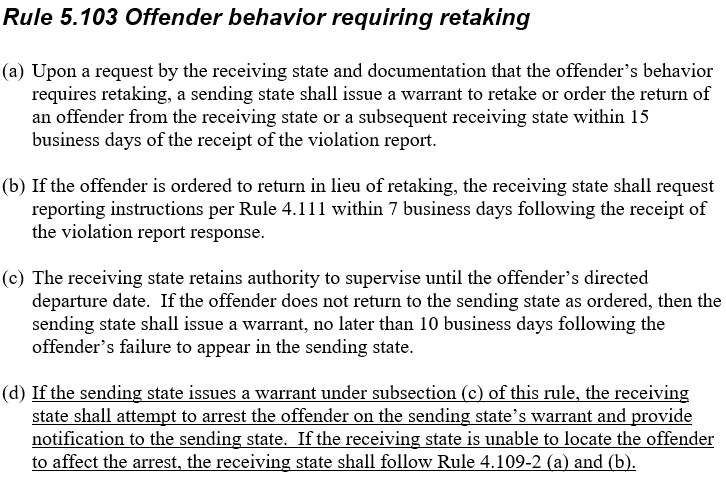 Rule 5.103 Offender behavior requiring retaking
(a) Upon a request by the receiving state and documentation that the offender's behavior
requires retaking, a sending state shall issue a warrant to retake or order the return of
an offender from the receiving state or a subsequent receiving state within 15
business days of the receipt of the violation report.
(b) If the offender is ordered to return in lieu of retaking, the receiving state shall request
reporting instructions per Rule 4.111 within 7 business days following the receipt of
the violation report response.
(c) The receiving state retains authority to supervise until the offender's directed
departure date.  If the offender does not return to the sending state as ordered, then the
sending state shall issue a warrant, no later than 10 business days following the
offender's failure to appear in the sending state.
(d) If the sending state issues a warrant under subsection (c) of this rule, the receiving
state shall attempt to arrest the offender on the sending state's warrant and provide
notification to the sending state.  If the receiving state is unable to locate the offender
to affect the arrest, the receiving state shall follow Rule 4.109-2 (a) and (b).